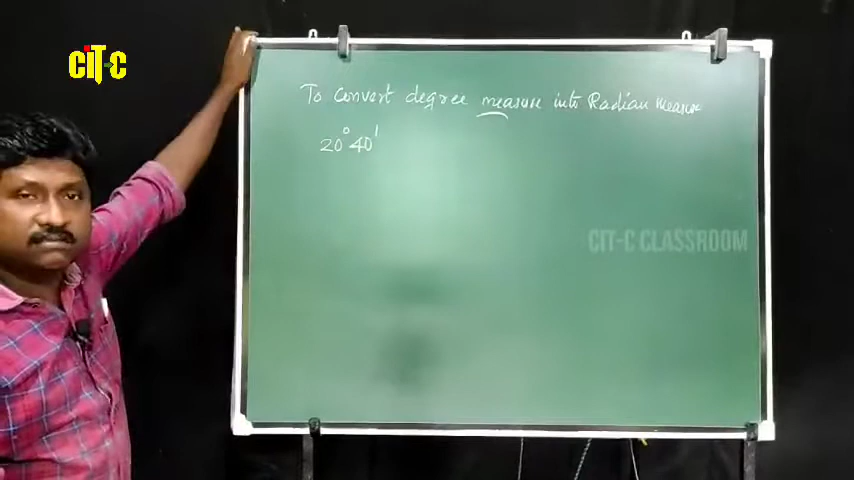 CiT-C
To Convert degree measure into Radian Measure
20° 40'
CIT-C CLASSROOM